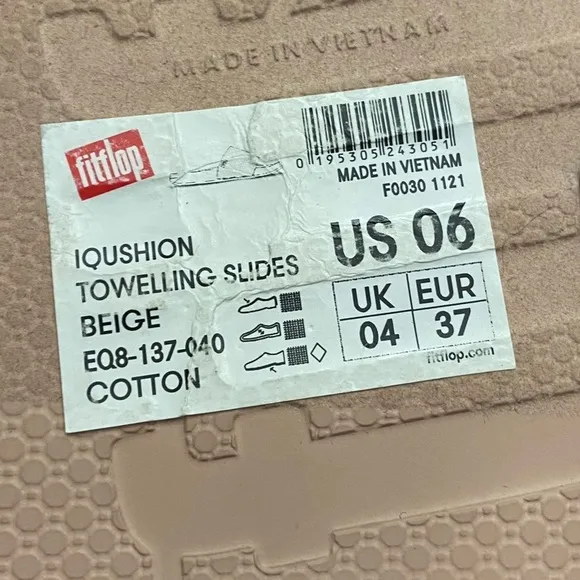 MADE IN VIETNAM
fitflop
0 195305 243051
MADE IN VIETNAM
F0030 1121
IQUSHION
TOWELLING SLIDES
BEIGE
EQ8-137-040
COTTON
US 06
UK EUR
04 37
fitflop.com